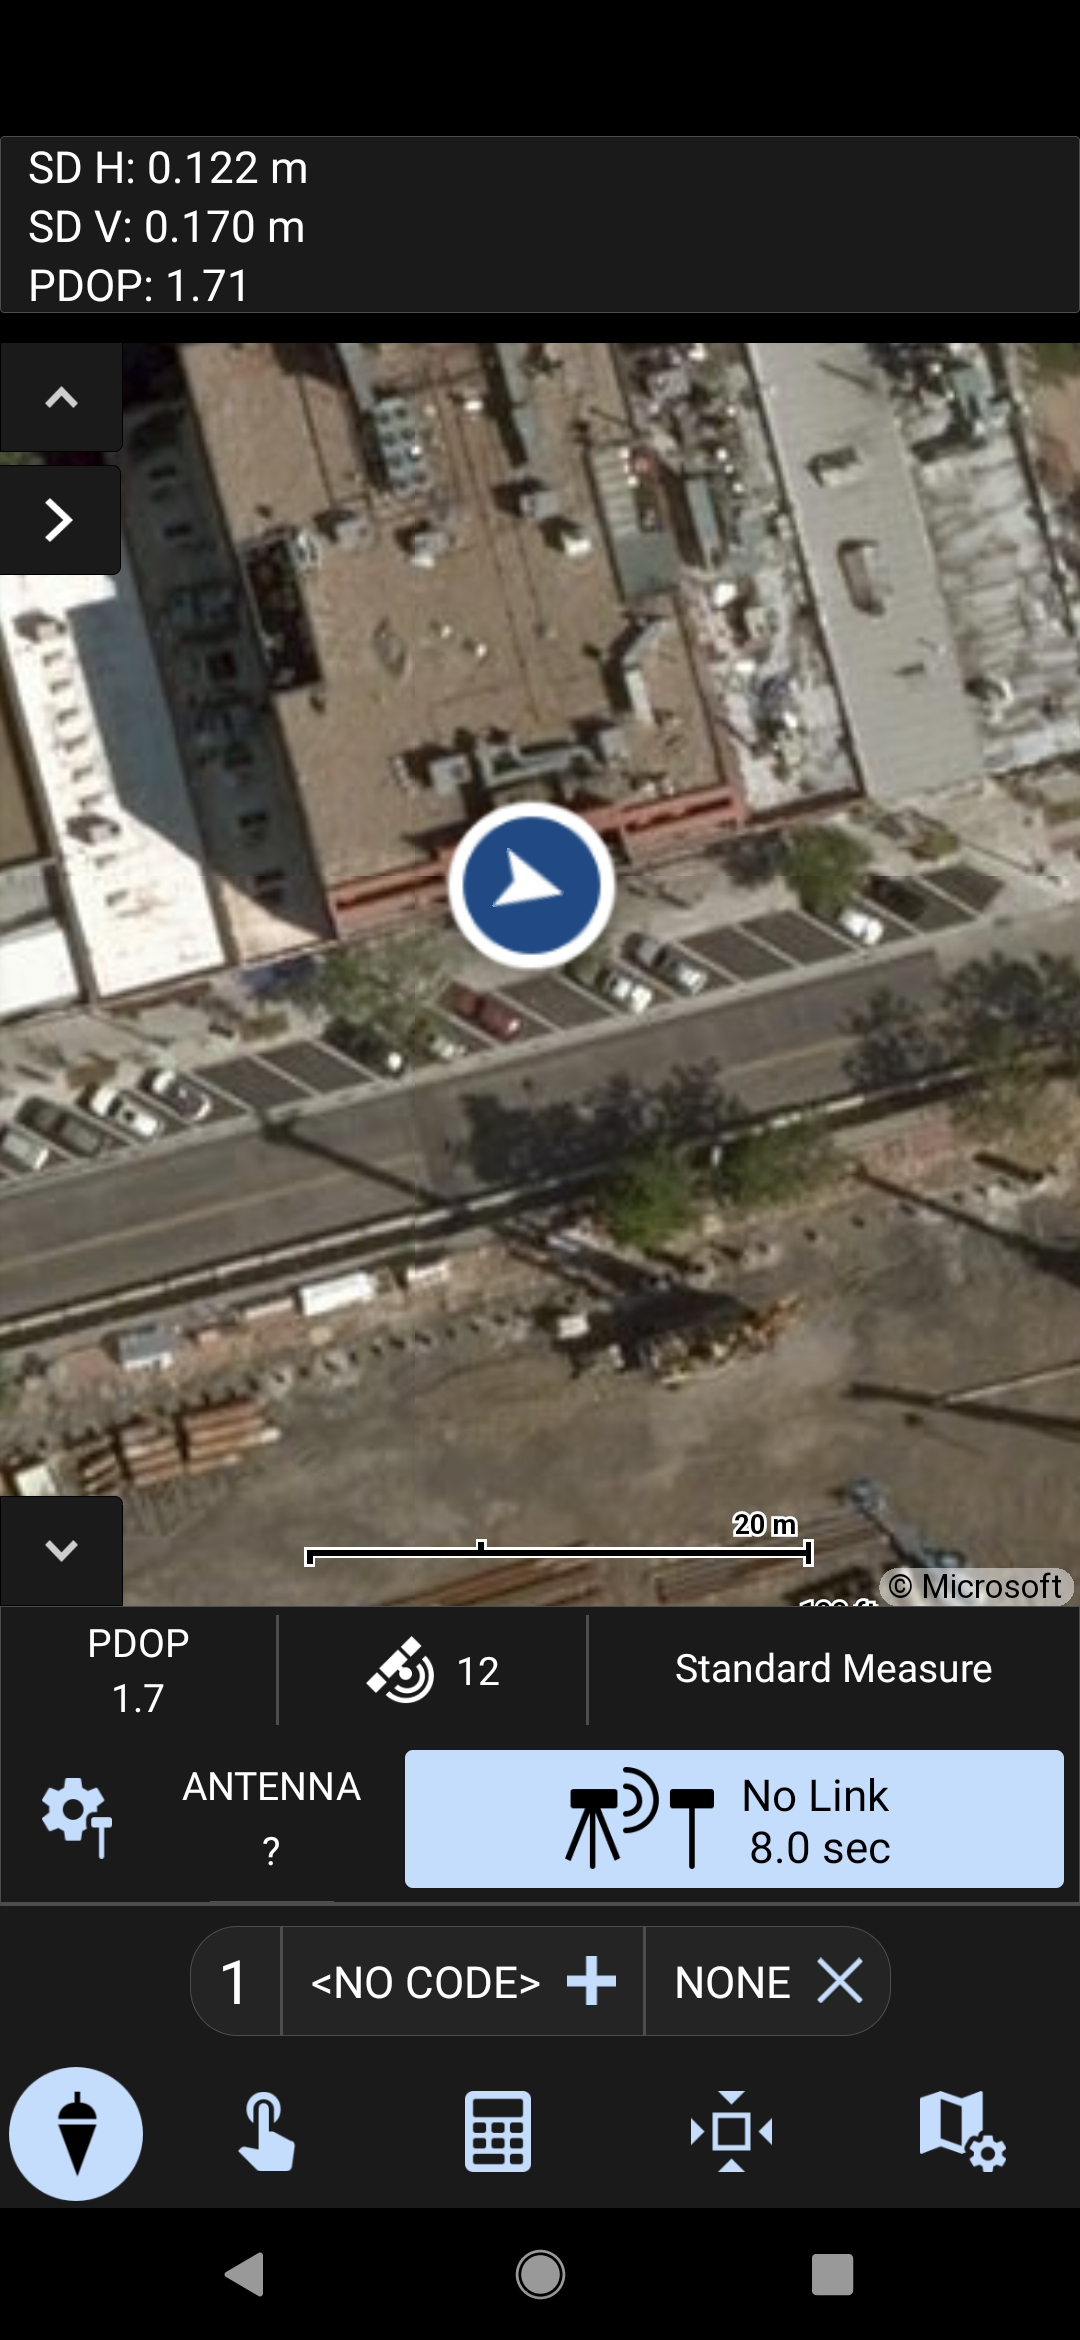 SD H: 0.122 m
SD V: 0.170 m
PDOP: 1.71
20 m
© Microsoft
PDOP
1.7
12
Standard Measure
ANTENNA
?
No Link
8.0 sec
1
<NO CODE>
NONE